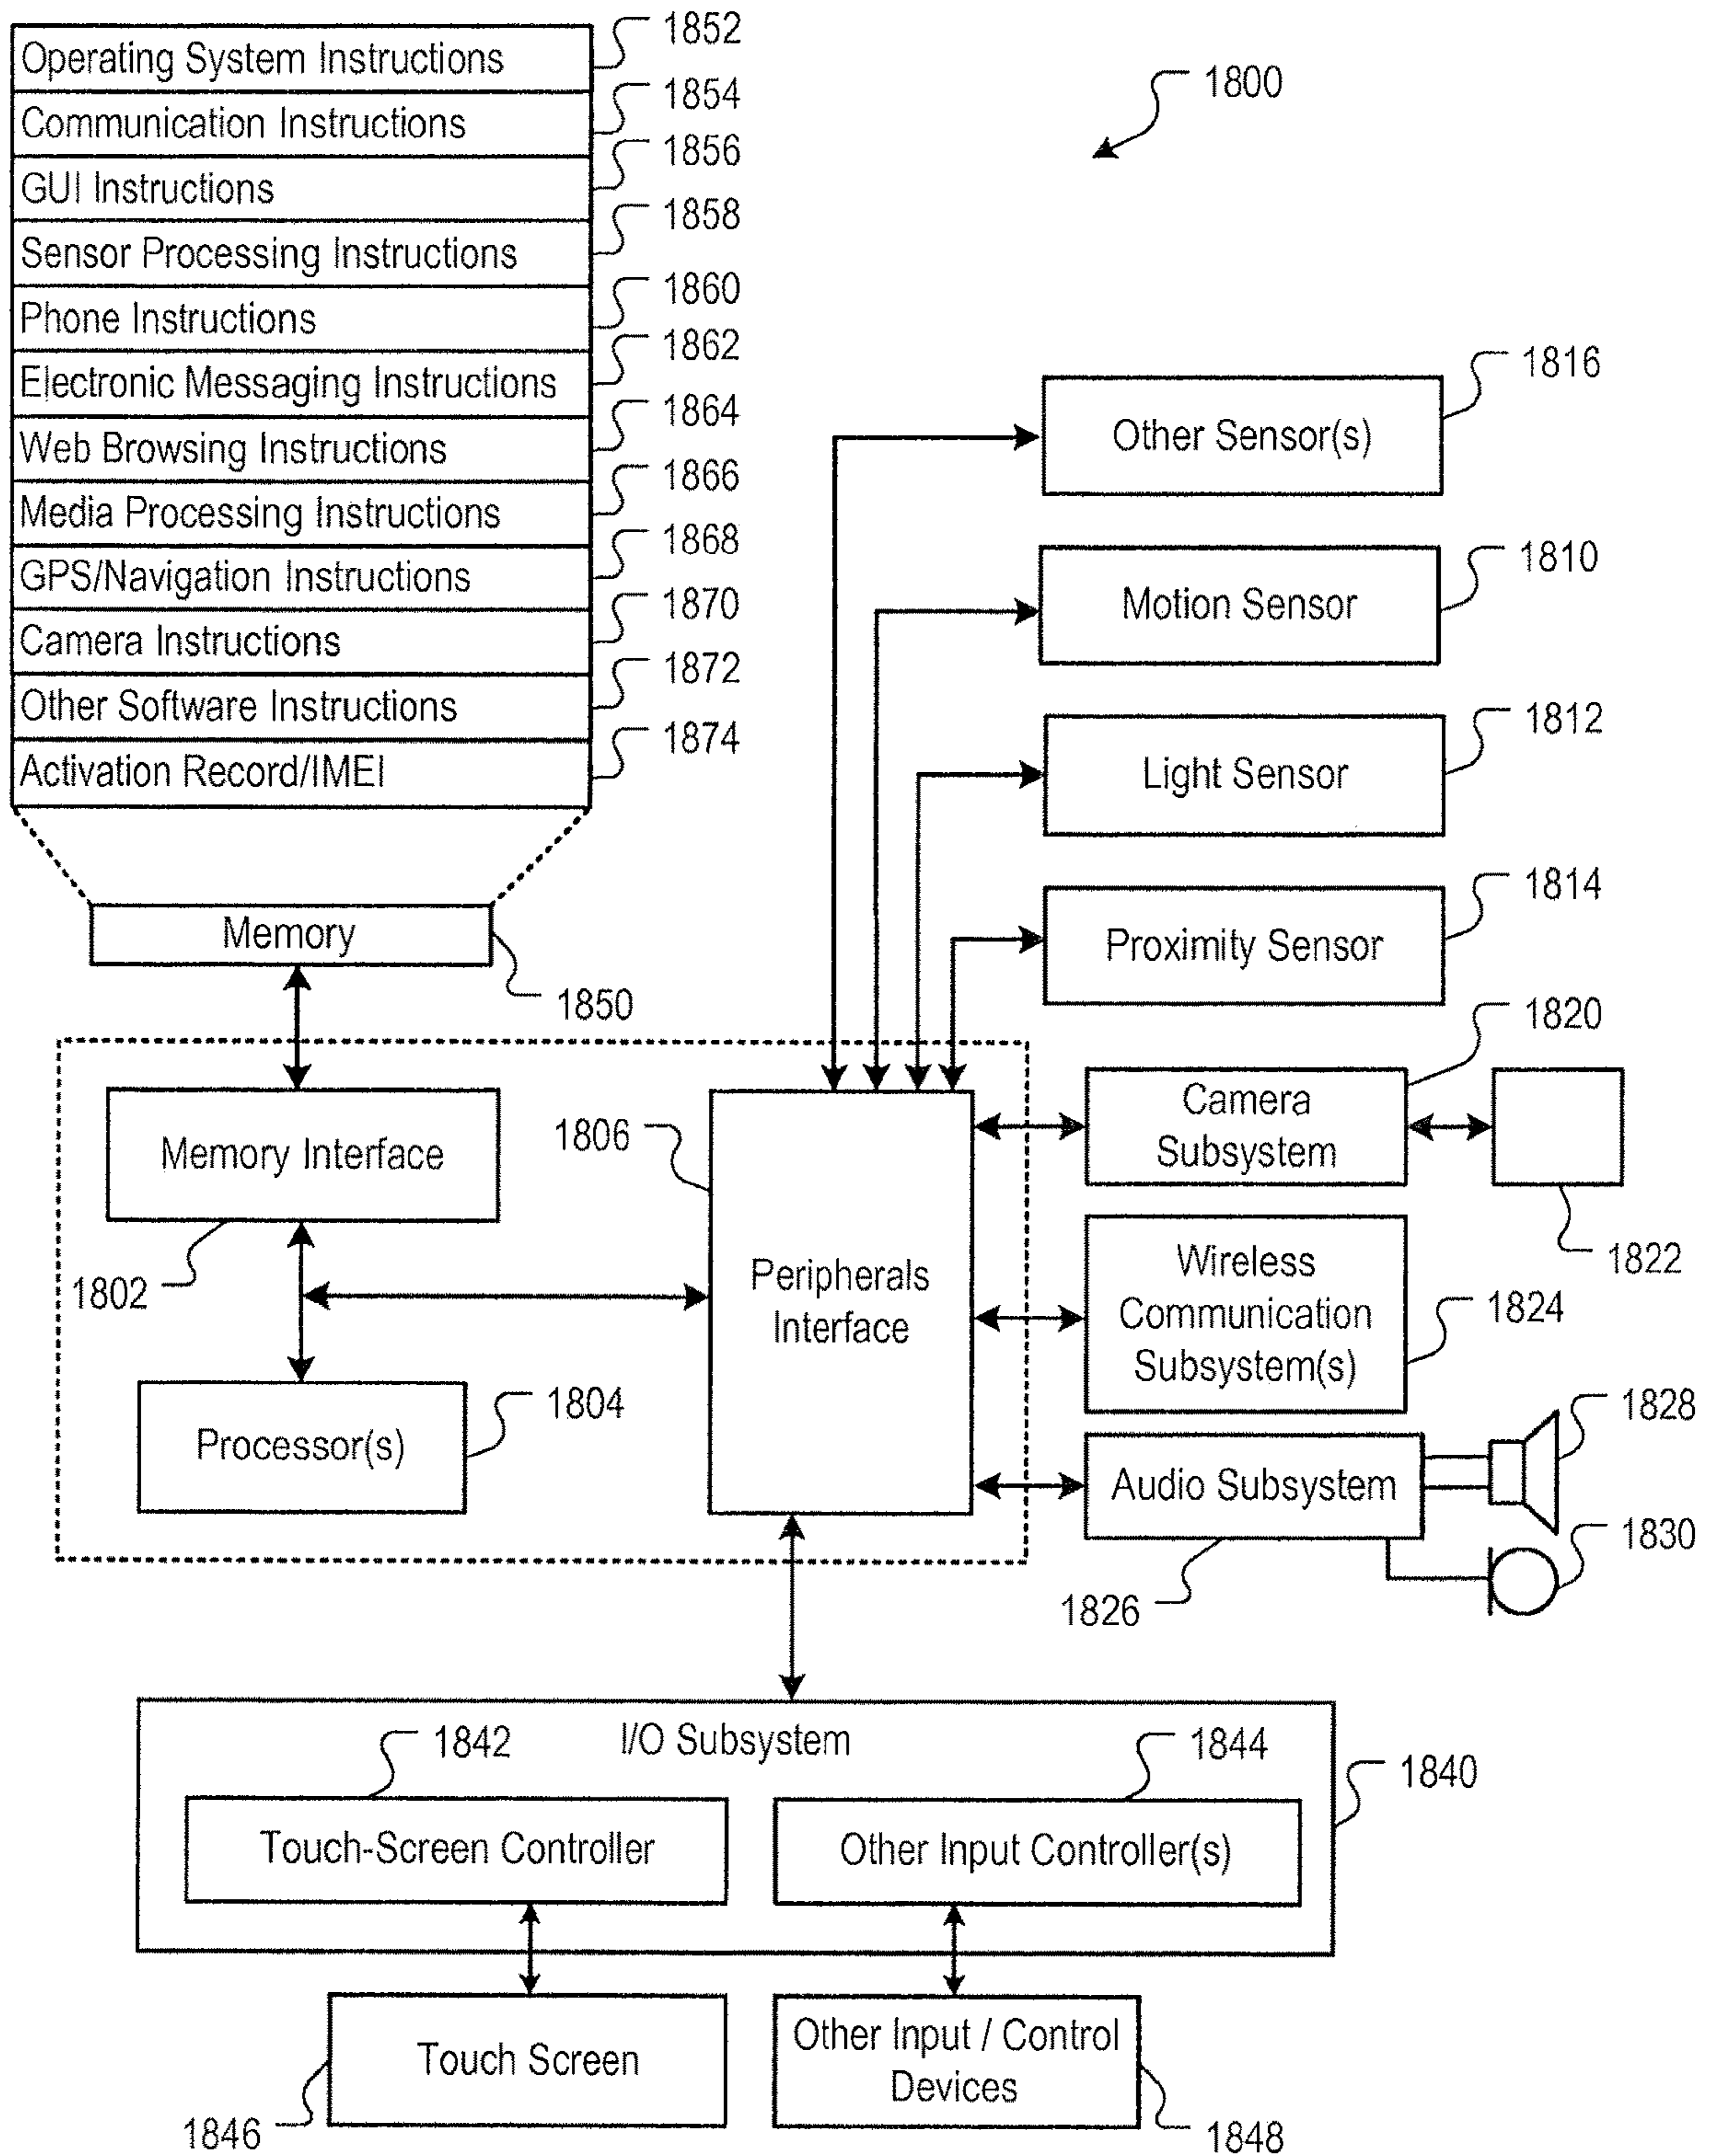 1852
Operating System Instructions
1854
Communication Instructions
1856
GUI Instructions
1858
Sensor Processing Instructions
1860
Phone Instructions
1862
Electronic Messaging Instructions
1864
Web Browsing Instructions
1866
Media Processing Instructions
1868
GPS/Navigation Instructions
1870
Camera Instructions
1872
Other Software Instructions
1874
Activation Record/IMEI
Memory
1850
1800
1816
Other Sensor(s)
1810
Motion Sensor
1812
Light Sensor
1814
Proximity Sensor
1820
Camera
Subsystem
1822
Memory Interface
1802
1806
Peripherals
Interface
Wireless
Communication
Subsystem(s)
1824
1804
Processor(s)
1828
Audio Subsystem
1826
1830
I/O Subsystem
1842
1844
1840
Touch-Screen Controller
Other Input Controller(s)
Touch Screen
1846
Other Input / Control
Devices
1848